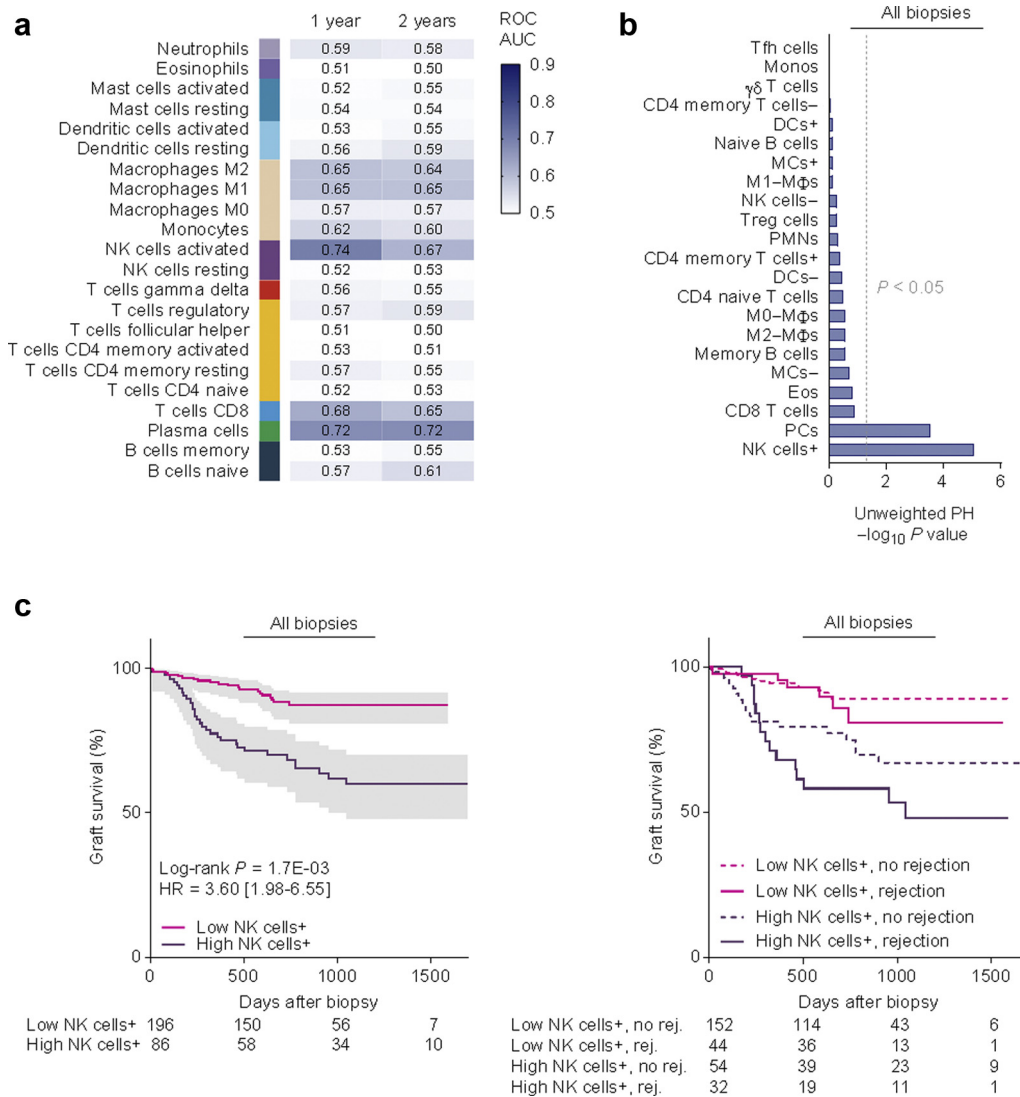 a
1 year 2 years
ROC
AUC
Neutrophils 0.59 0.58
Eosinophils 0.51 0.50
Mast cells activated 0.52 0.55
Mast cells resting 0.54 0.54
Dendritic cells activated 0.53 0.55
Dendritic cells resting 0.56 0.59
Macrophages M2 0.65 0.64
Macrophages M1 0.65 0.65
Macrophages M0 0.57 0.57
Monocytes 0.62 0.60
NK cells activated 0.74 0.67
NK cells resting 0.52 0.53
T cells gamma delta 0.56 0.55
T cells regulatory 0.57 0.59
T cells follicular helper 0.51 0.50
T cells CD4 memory activated 0.53 0.51
T cells CD4 memory resting 0.57 0.55
T cells CD4 naive 0.52 0.53
T cells CD8 0.68 0.65
Plasma cells 0.72 0.72
B cells memory 0.53 0.55
B cells naive 0.57 0.61
0.9
0.8
0.7
0.6
0.5
b
All biopsies
Tfh cells
Monos
γδ T cells
CD4 memory T cells–
DCs+
Naive B cells
MCs+
M1–MΦs
NK cells–
Treg cells
PMNs
CD4 memory T cells+
DCs–
CD4 naive T cells
M0–MΦs
M2–MΦs
Memory B cells
MCs–
Eos
CD8 T cells
PCs
NK cells+
P < 0.05
0 2 4 6
Unweighted PH
–log10 P value
c
All biopsies
Graft survival (%)
100
50
0
Log-rank P = 1.7E-03
HR = 3.60 [1.98-6.55]
Low NK cells+
High NK cells+
0 500 1000 1500
Days after biopsy
Low NK cells+ 196 150 56 7
High NK cells+ 86 58 34 10
All biopsies
Graft survival (%)
100
50
0
Low NK cells+, no rejection
Low NK cells+, rejection
High NK cells+, no rejection
High NK cells+, rejection
0 500 1000 1500
Days after biopsy
Low NK cells+, no rej. 152 114 43 6
Low NK cells+, rej. 44 36 13 1
High NK cells+, no rej. 54 39 23 9
High NK cells+, rej. 32 19 11 1